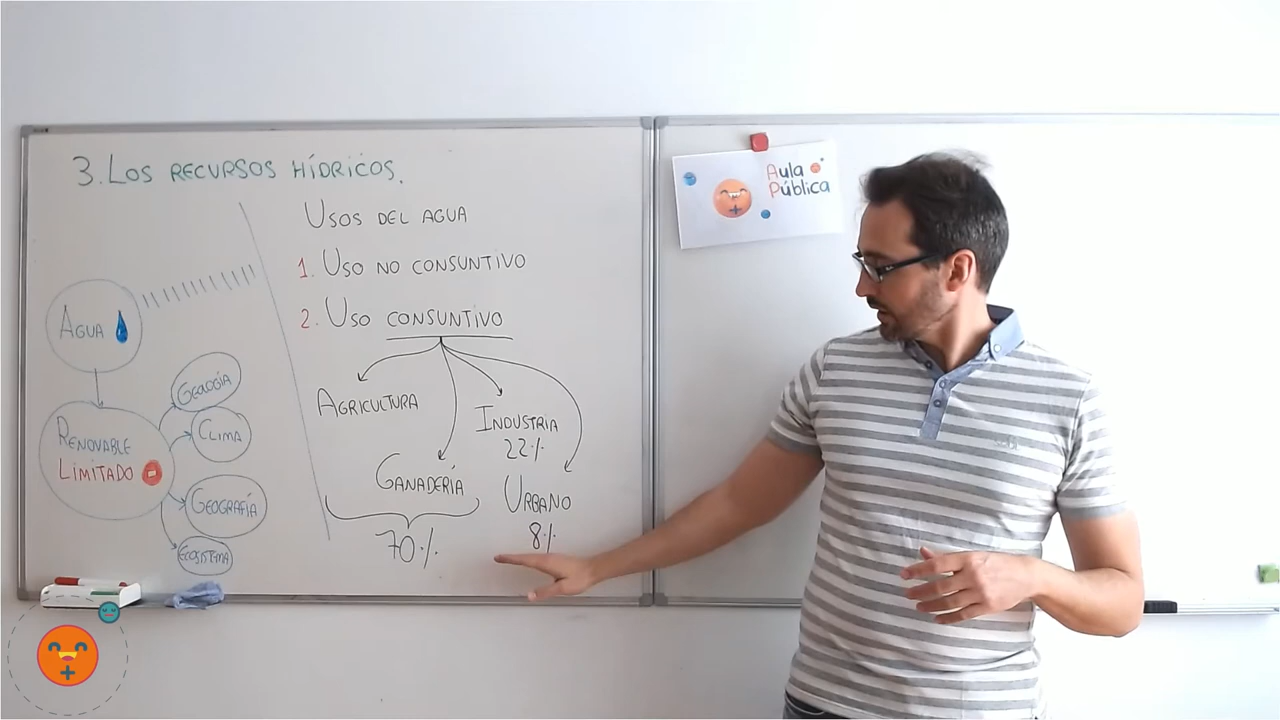 3. LOS RECURSOS HÍDRICOS.
AGUA
RENOVABLE
LIMITADO
GEOLOGÍA
CLIMA
GEOGRAFÍA
ECOSISTEMA
USOS DEL AGUA
1. USO NO CONSUNTIVO
2. USO CONSUNTIVO
AGRICULTURA
GANADERÍA
70%
INDUSTRIA
22%
URBANO
8%
Aula
Pública